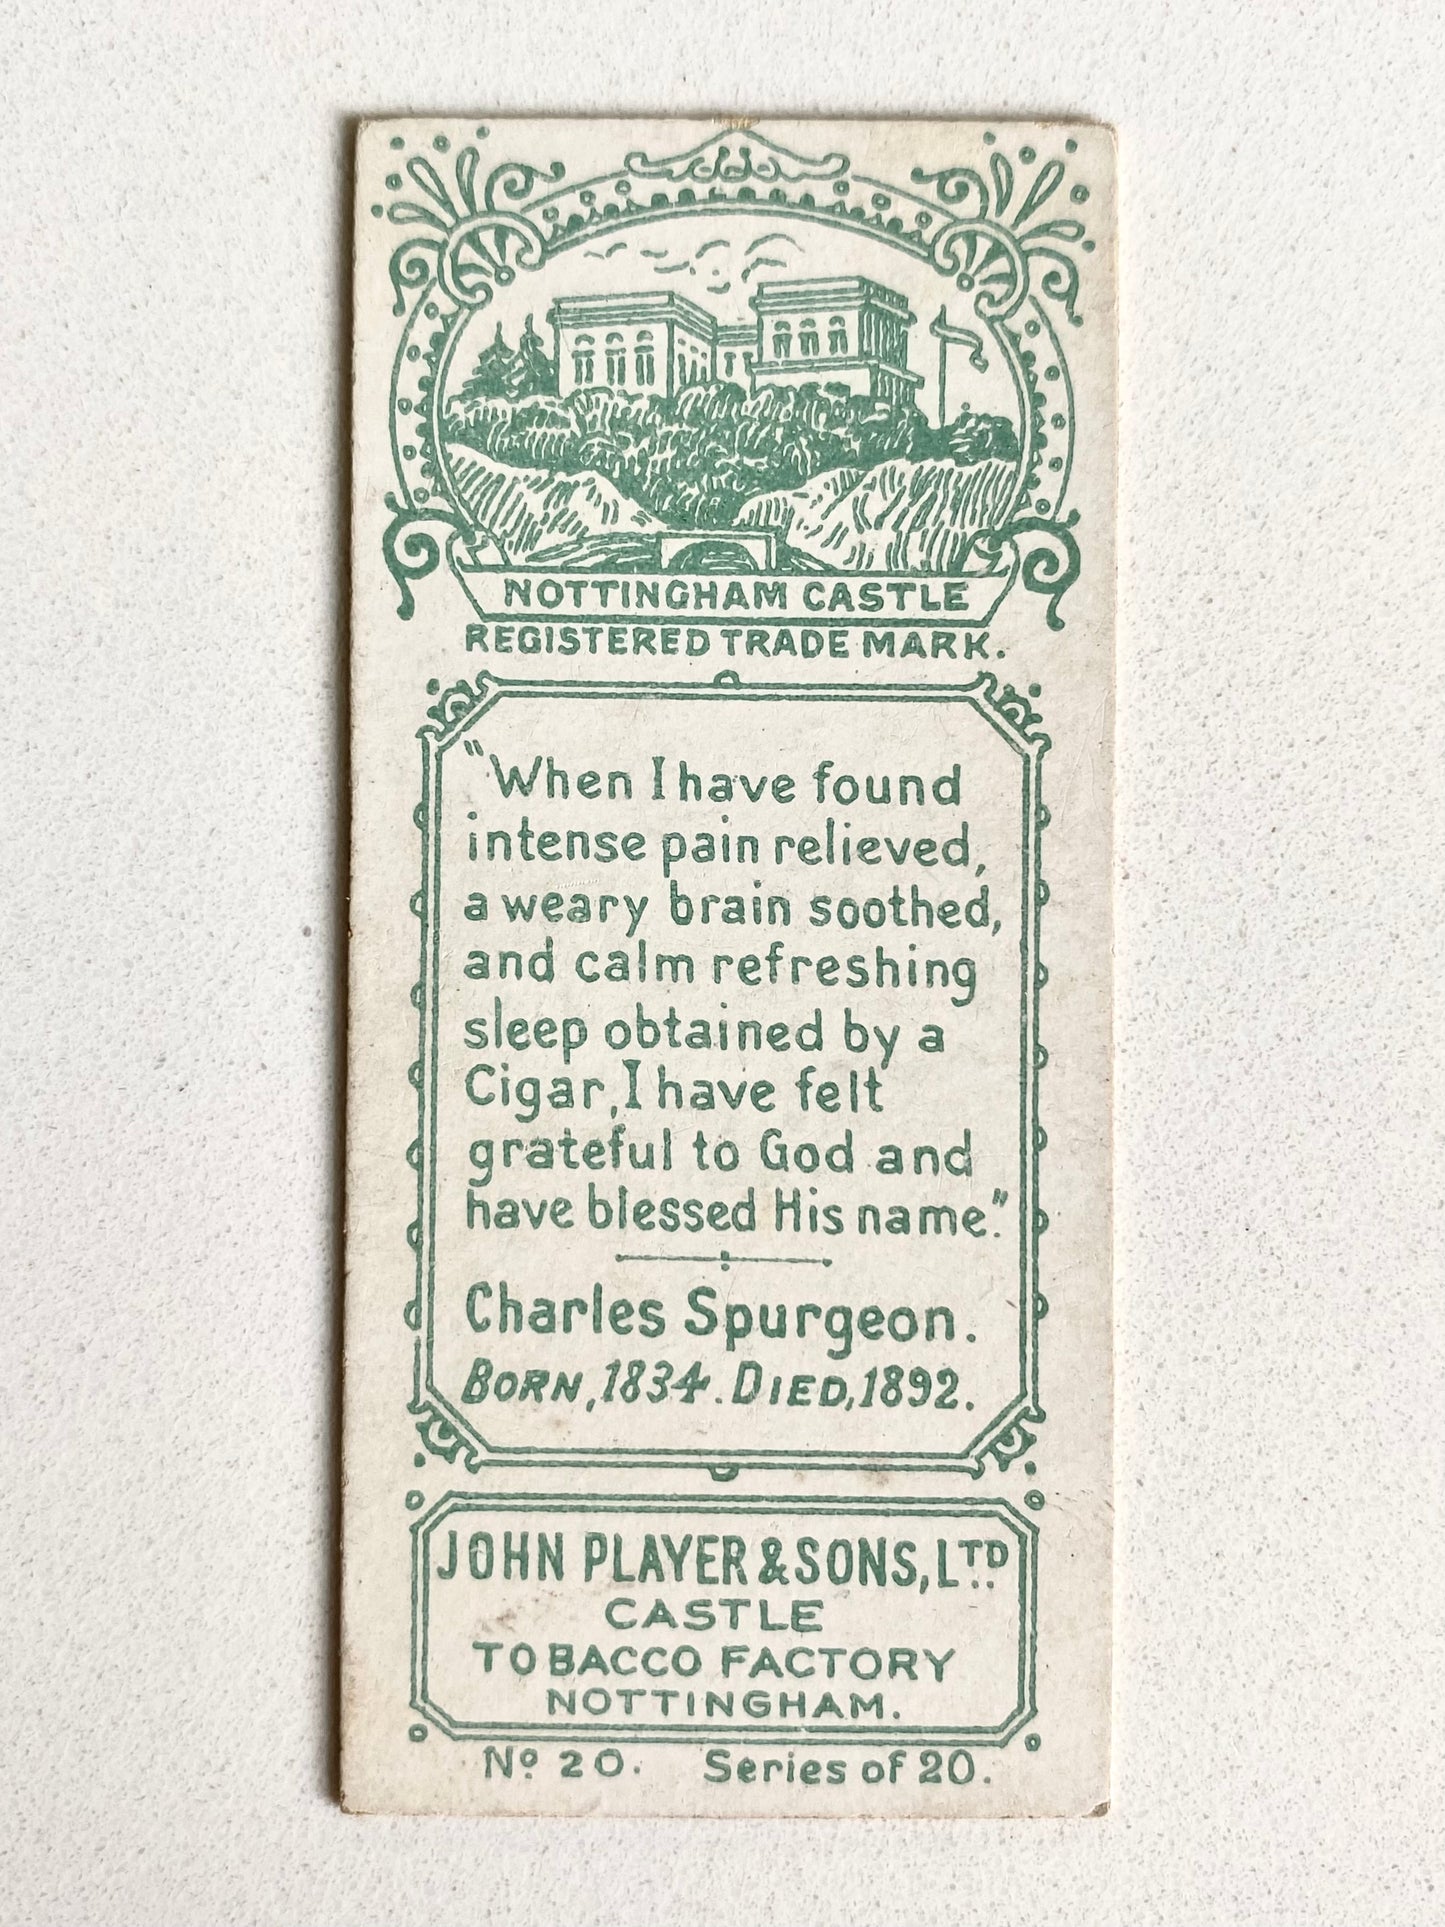 NOTTINGHAM CASTLE
REGISTERED TRADE MARK.
"When I have found
intense pain relieved,
a weary brain soothed,
and calm refreshing
sleep obtained by a
Cigar, I have felt
grateful to God and
have blessed His name."
Charles Spurgeon.
BORN, 1834. DIED, 1892.
JOHN PLAYER & SONS, LTD.
CASTLE
TOBACCO FACTORY
NOTTINGHAM.
No. 20. Series of 20.